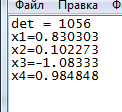 Файл Правка
det = 1056
x1=0.830303
x2=0.102273
x3=-1.08333
x4=0.984848